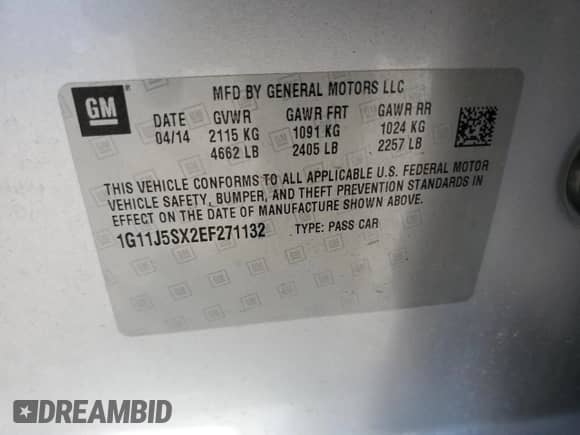 GM
MFD BY GENERAL MOTORS LLC
DATE GVWR GAWR FRT GAWR RR
04/14 2115 KG 1091 KG 1024 KG
4662 LB 2405 LB 2257 LB
THIS VEHICLE CONFORMS TO ALL APPLICABLE U.S. FEDERAL MOTOR
VEHICLE SAFETY, BUMPER, AND THEFT PREVENTION STANDARDS IN
EFFECT ON THE DATE OF MANUFACTURE SHOWN ABOVE.
1G11J5SX2EF271132 TYPE: PASS CAR
DREAMBID